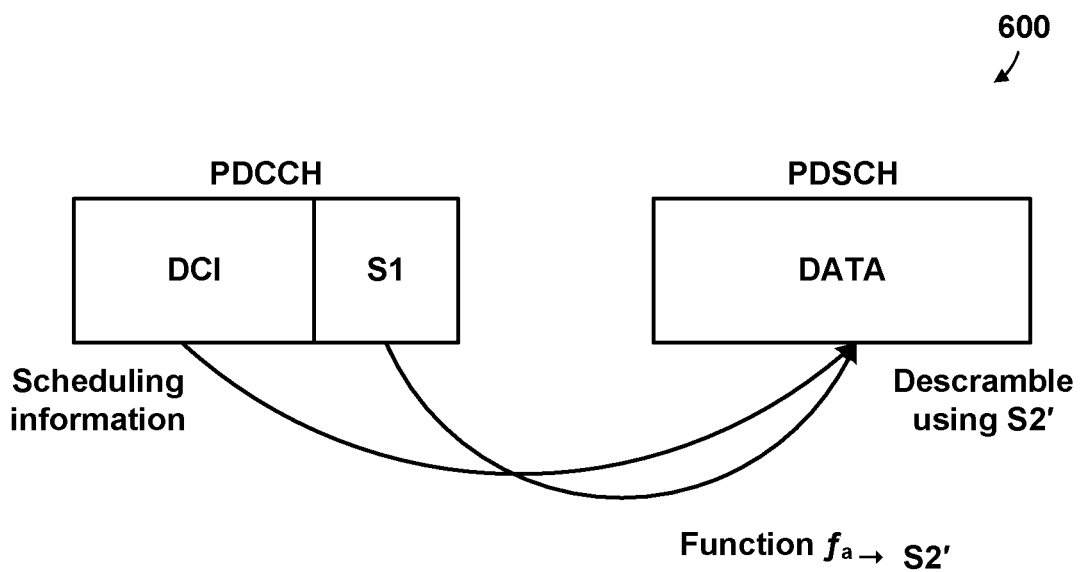 600
PDCCH
PDSCH
DCI
S1
DATA
Scheduling
information
Descramble
using S2′
Function fa→ S2′